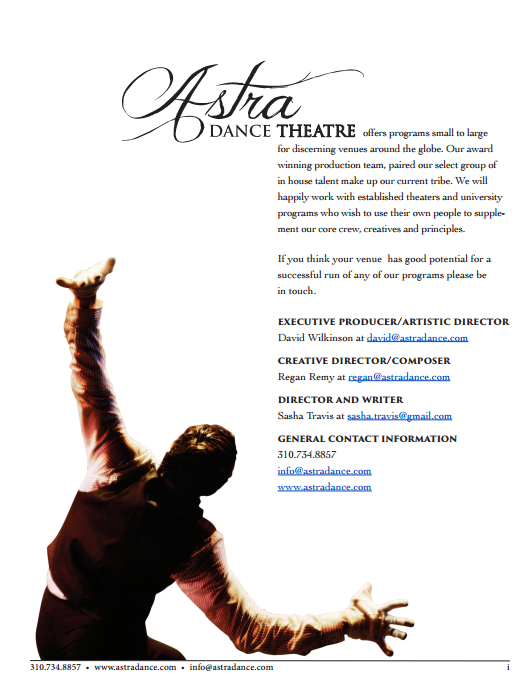 Astra
DANCE THEATRE offers programs small to large
for discerning venues around the globe. Our award
winning production team, paired our select group of
in house talent make up our current tribe. We will
happily work with established theaters and university
programs who wish to use their own people to supple-
ment our core crew, creatives and principles.
If you think your venue has good potential for a
successful run of any of our programs please be
in touch.
EXECUTIVE PRODUCER/ARTISTIC DIRECTOR
David Wilkinson at david@astradance.com
CREATIVE DIRECTOR/COMPOSER
Regan Remy at regan@astradance.com
DIRECTOR AND WRITER
Sasha Travis at sasha.travis@gmail.com
GENERAL CONTACT INFORMATION
310.734.8857
info@astradance.com
www.astradance.com
310.734.8857 • www.astradance.com • info@astradance.com i